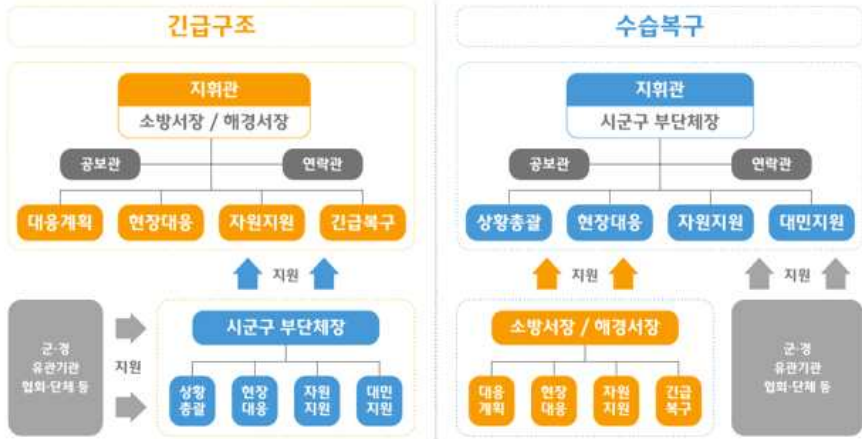 긴급구조
지휘관
소방서장 / 해경서장
공보관
연락관
대응계획
현장대응
자원지원
긴급복구
지원
군·경
유관기관
협회·단체 등
지원
시군구 부단체장
상황
총괄
현장
대응
자원
지원
대민
지원
수습복구
지휘관
시군구 부단체장
공보관
연락관
상황총괄
현장대응
자원지원
대민지원
지원
지원
소방서장 / 해경서장
대응
계획
현장
대응
자원
지원
긴급
복구
군·경
유관기관
협회·단체 등